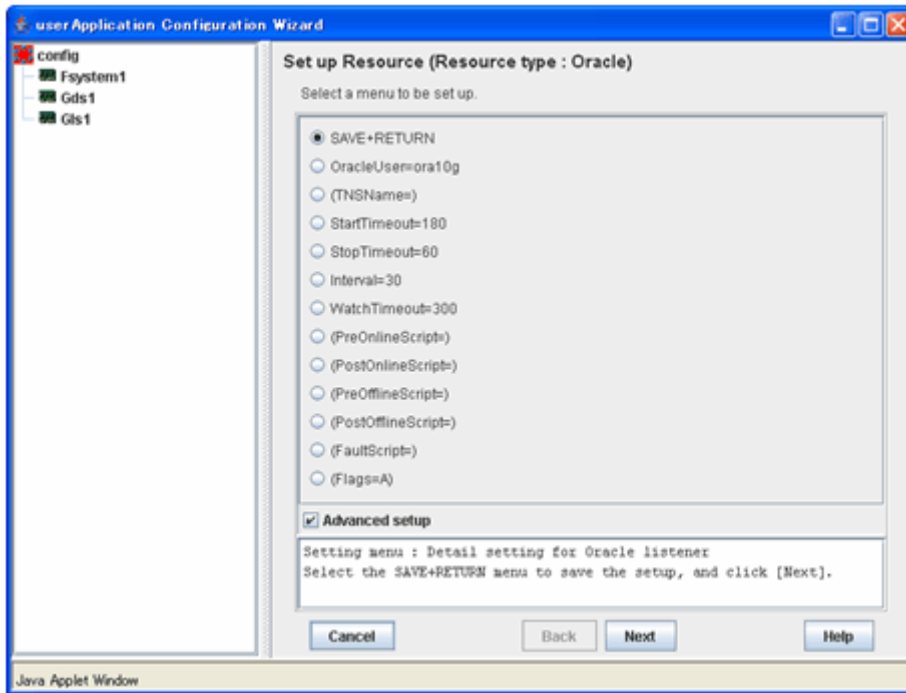 userApplication Configuration Wizard
config
Fsystem1
Gds1
Gls1
Set up Resource (Resource type : Oracle)
Select a menu to be set up.
SAVE+RETURN
OracleUser=ora10g
(TNSName=)
StartTimeout=180
StopTimeout=60
Interval=30
WatchTimeout=300
(PreOnlineScript=)
(PostOnlineScript=)
(PreOfflineScript=)
(PostOfflineScript=)
(FaultScript=)
(Flags=A)
Advanced setup
Setting menu : Detail setting for Oracle listener
Select the SAVE+RETURN menu to save the setup, and click [Next].
Cancel
Back
Next
Help
Java Applet Window